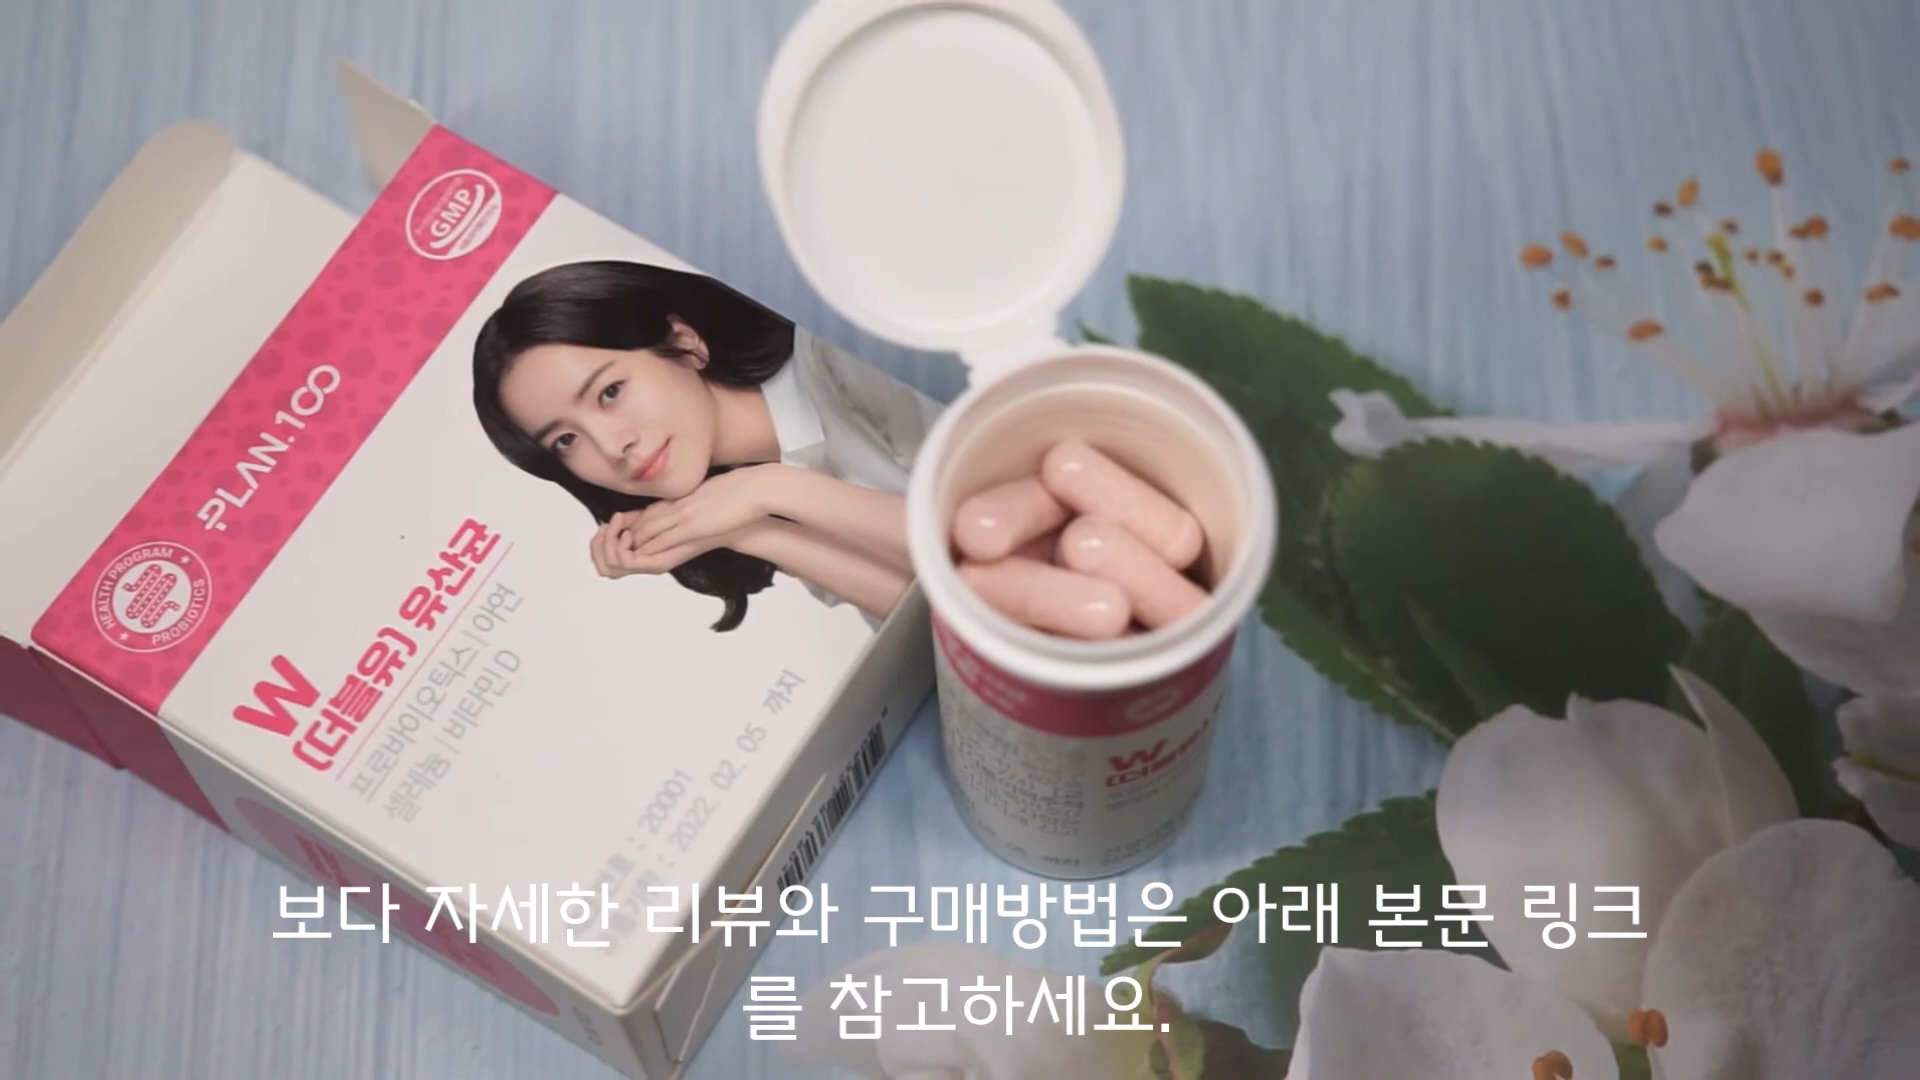 GMP
PLAN.100
HEALTH PROGRAM
PROBIOTICS
W
(더블유) 유산균
프로바이오틱스 | 아연
셀레늄 | 비타민 D
: 20001
: 2022. 02. 05 까지
W
보다 자세한 리뷰와 구매방법은 아래 본문 링크
를 참고하세요.